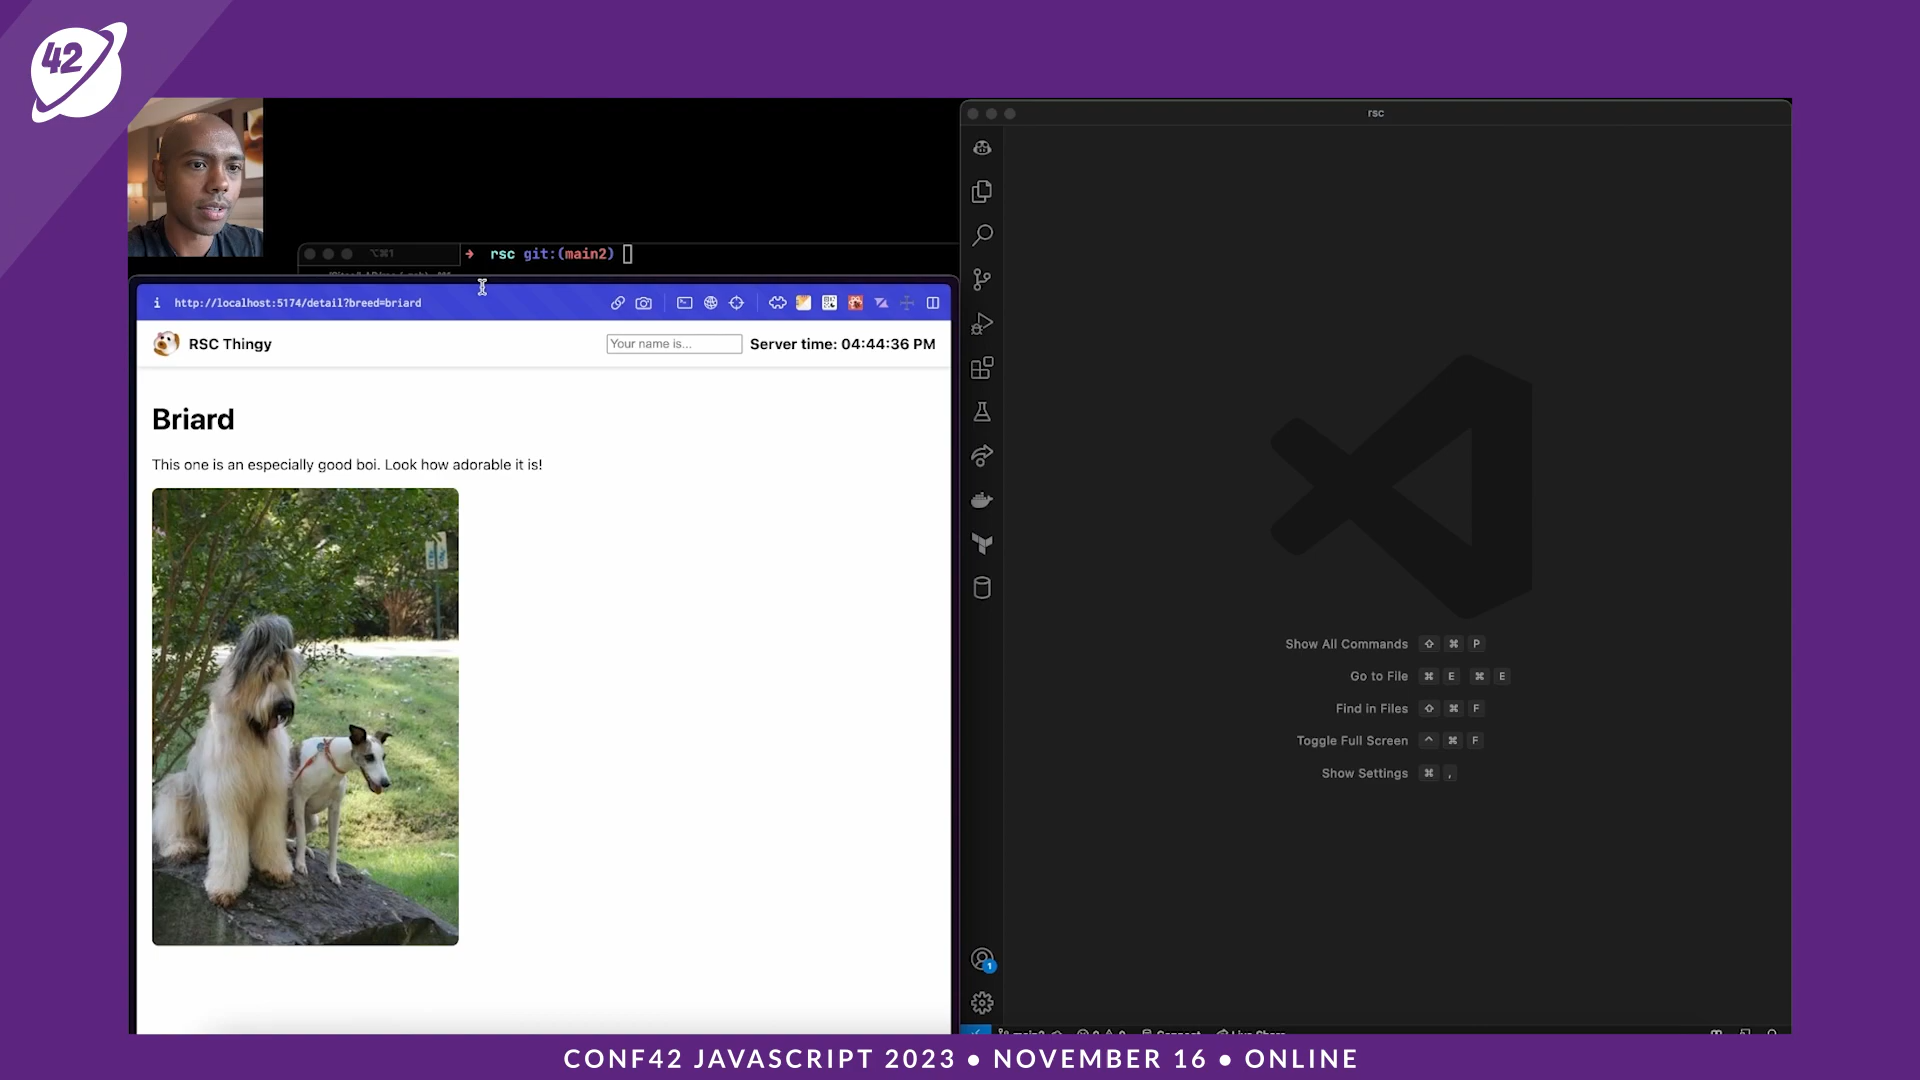 42
rsc
⌥⌘1
➜ rsc git:(main2)
http://localhost:5174/detail?breed=briard
RSC Thingy
Your name is...
Server time: 04:44:36 PM
Briard
This one is an especially good boi. Look how adorable it is!
Show All Commands ⇧ ⌘ P
Go to File ⌘ E ⌘ E
Find in Files ⇧ ⌘ F
Toggle Full Screen ^ ⌘ F
Show Settings ⌘ ,
1
CONF42 JAVASCRIPT 2023 • NOVEMBER 16 • ONLINE